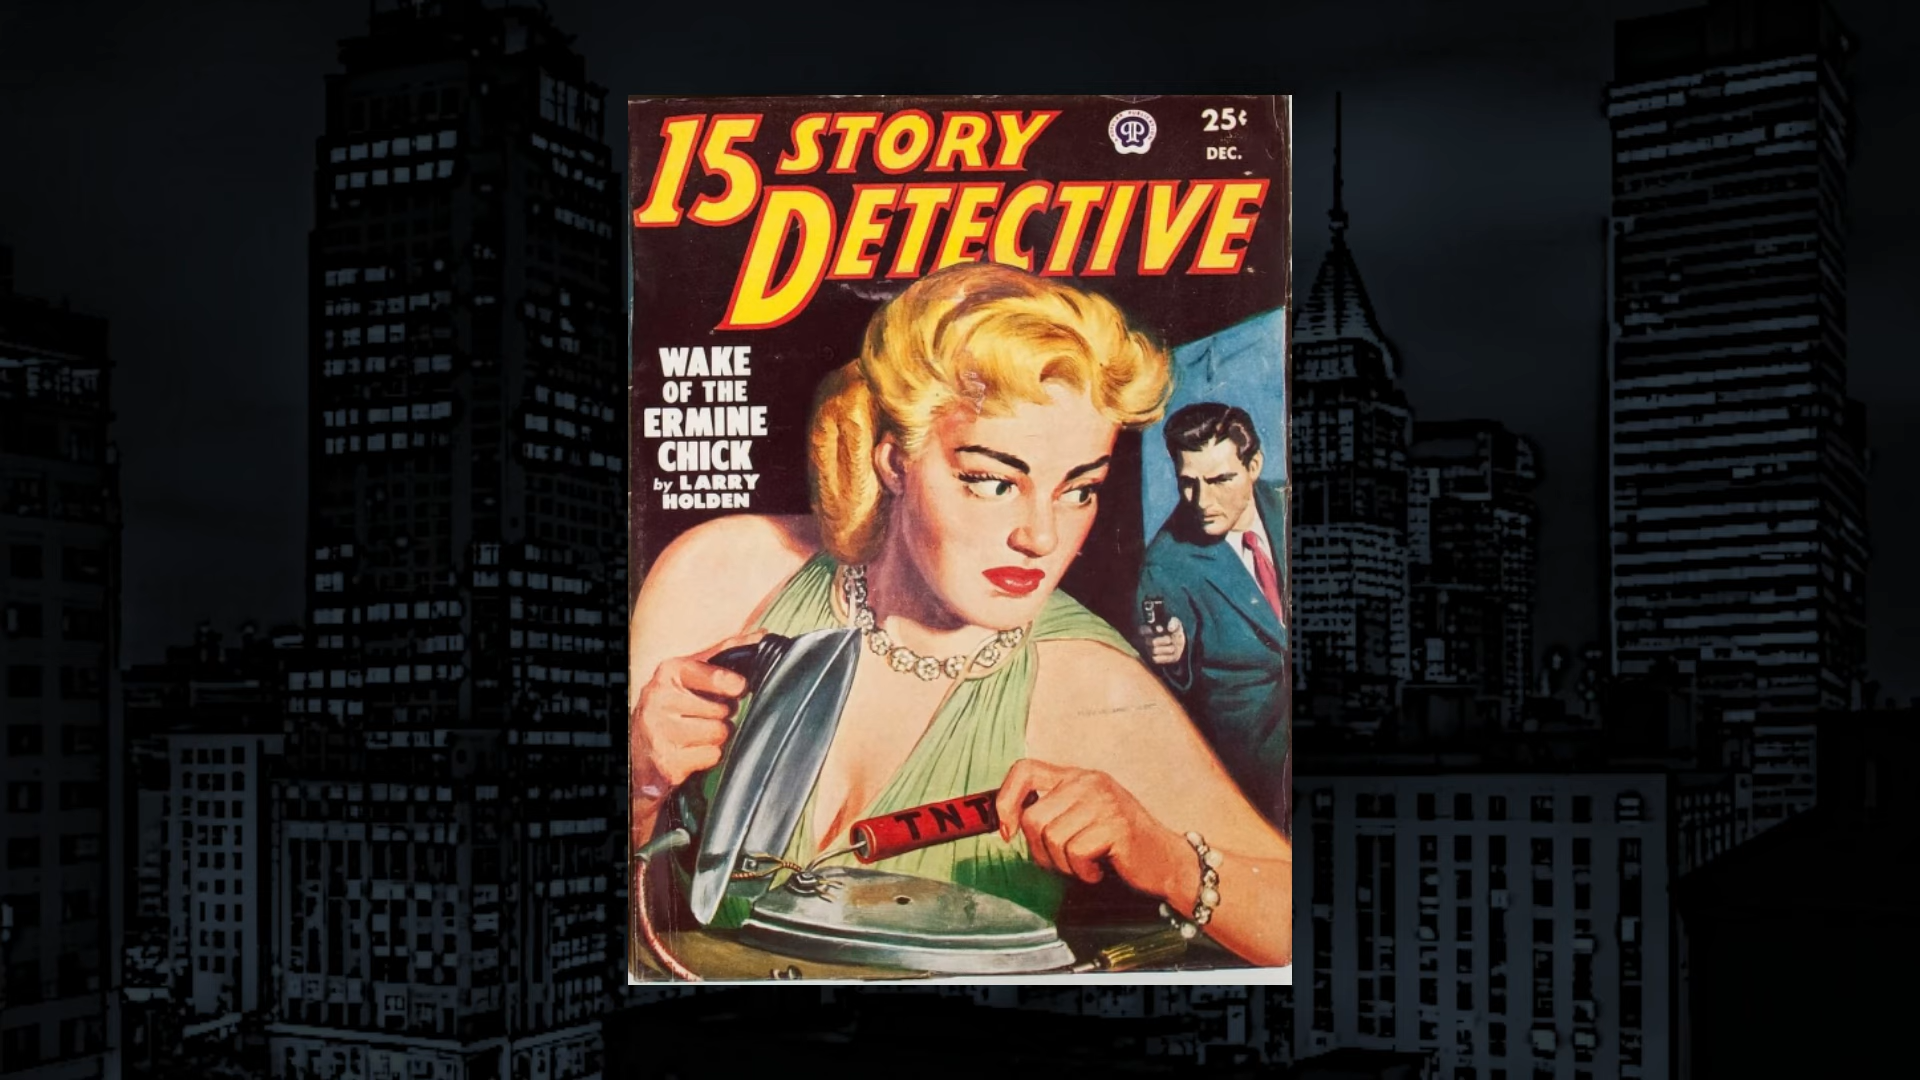 15 STORY
DETECTIVE
25¢
DEC.
WAKE
OF THE
ERMINE
CHICK
by LARRY
HOLDEN
TNT